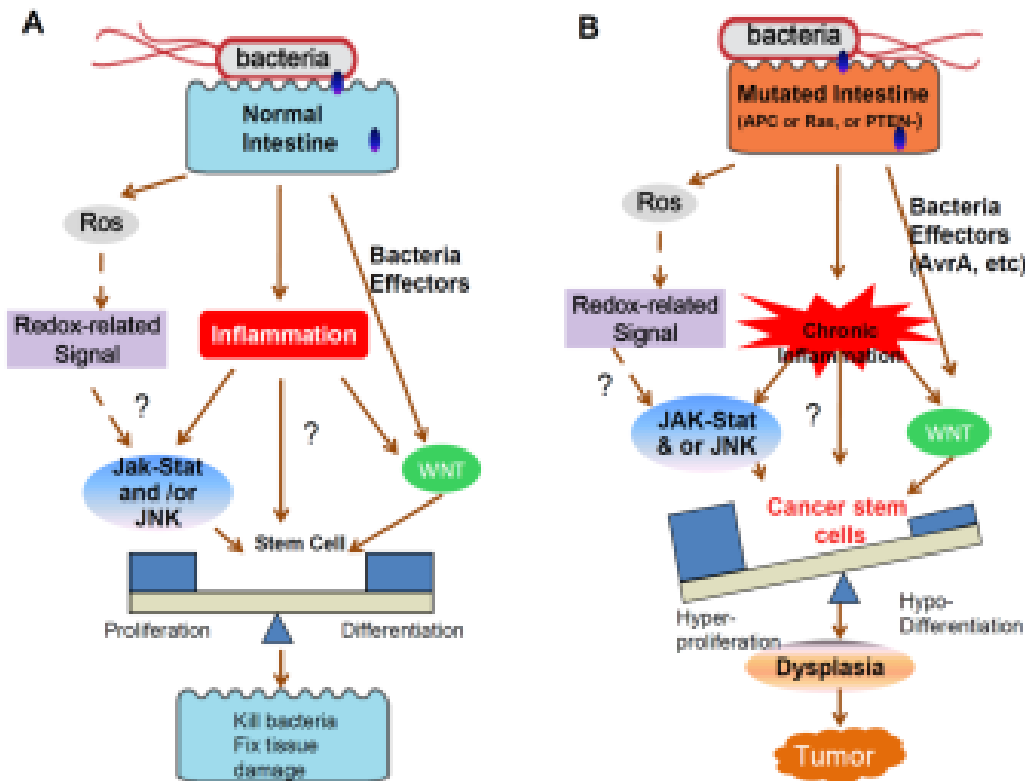 A
bacteria
Normal
Intestine
Ros
Bacteria
Effectors
Redox-related
Signal
Inflammation
?
?
Jak-Stat
and /or
JNK
WNT
Stem Cell
Proliferation
Differentiation
Kill bacteria
Fix tissue
damage
B
bacteria
Mutated Intestine
(APC or Ras, or PTEN-)
Ros
Bacteria
Effectors
(AvrA, etc)
Redox-related
Signal
Chronic
Inflammation
?
?
JAK-Stat
& or JNK
WNT
Cancer stem
cells
Hyper-
proliferation
Hypo-
Differentiation
Dysplasia
Tumor